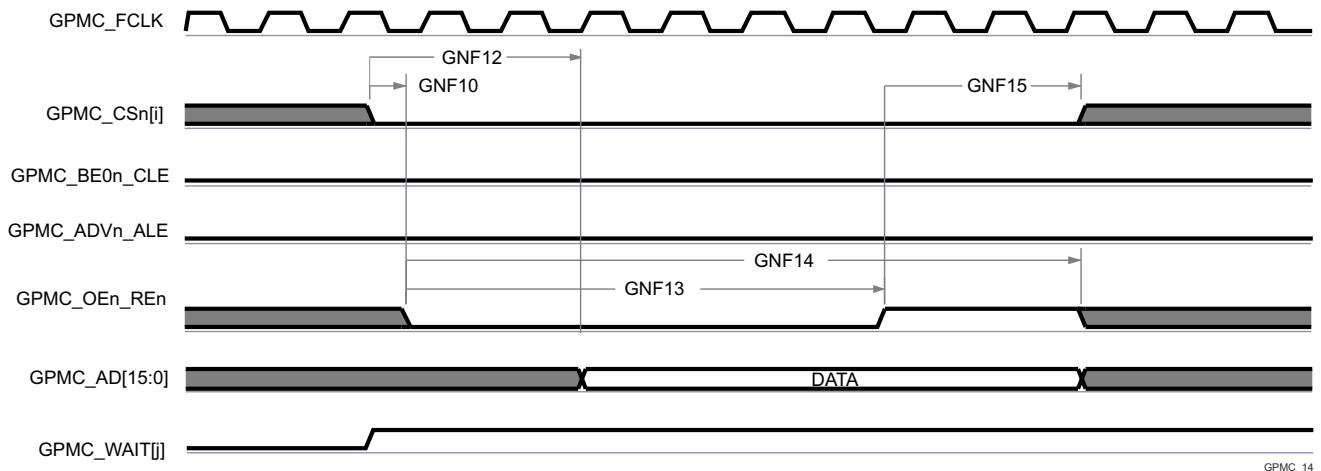 GPMC_FCLK
GNF12
GNF10
GNF15
GPMC_CSn[i]
GPMC_BE0n_CLE
GPMC_ADVn_ALE
GNF14
GNF13
GPMC_OEn_REn
GPMC_AD[15:0]
DATA
GPMC_WAIT[j]
GPMC_14